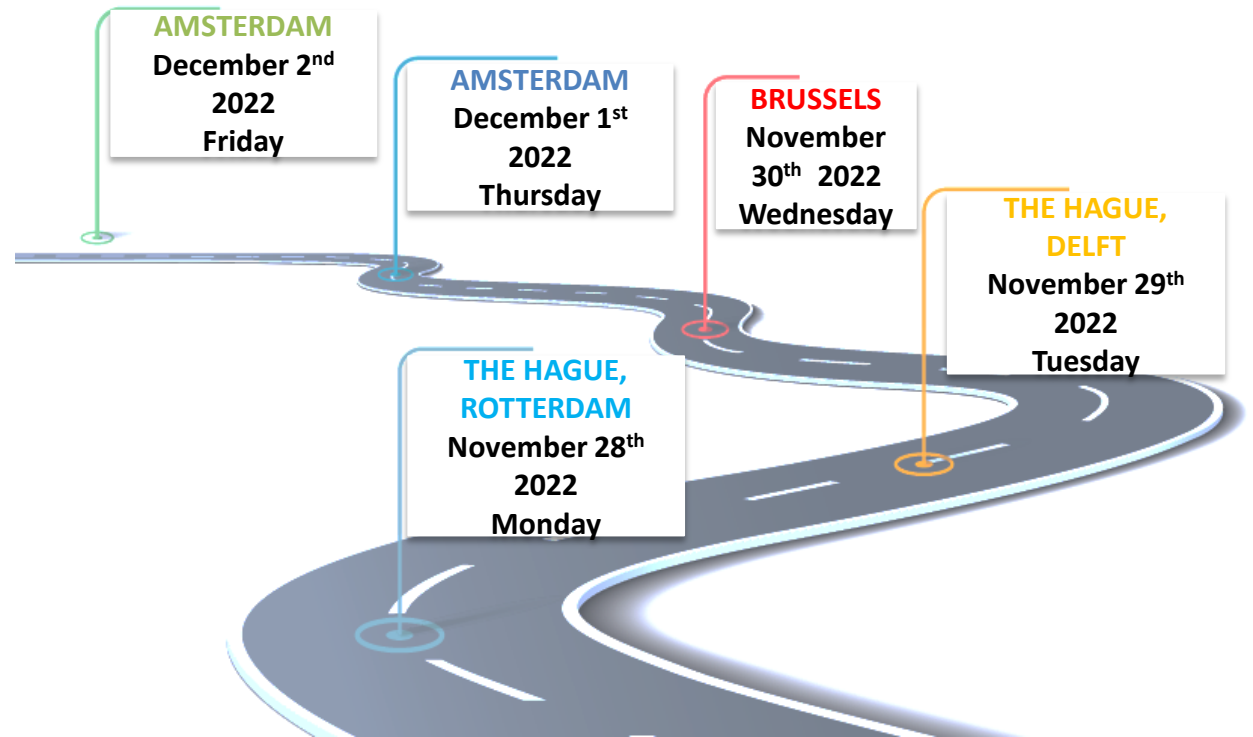 AMSTERDAM
December 2nd
2022
Friday
AMSTERDAM
December 1st
2022
Thursday
BRUSSELS
November
30th 2022
Wednesday
THE HAGUE,
DELFT
November 29th
2022
Tuesday
THE HAGUE,
ROTTERDAM
November 28th
2022
Monday